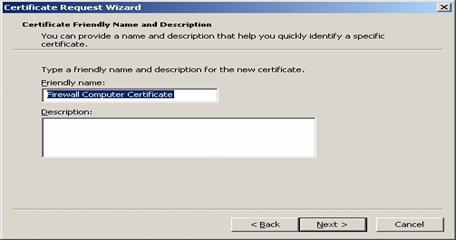 Certificate Request Wizard
Certificate Friendly Name and Description
You can provide a name and description that help you quickly identify a specific
certificate.
Type a friendly name and description for the new certificate.
Friendly name:
Firewall Computer Certificate
Description:
< Back Next > Cancel